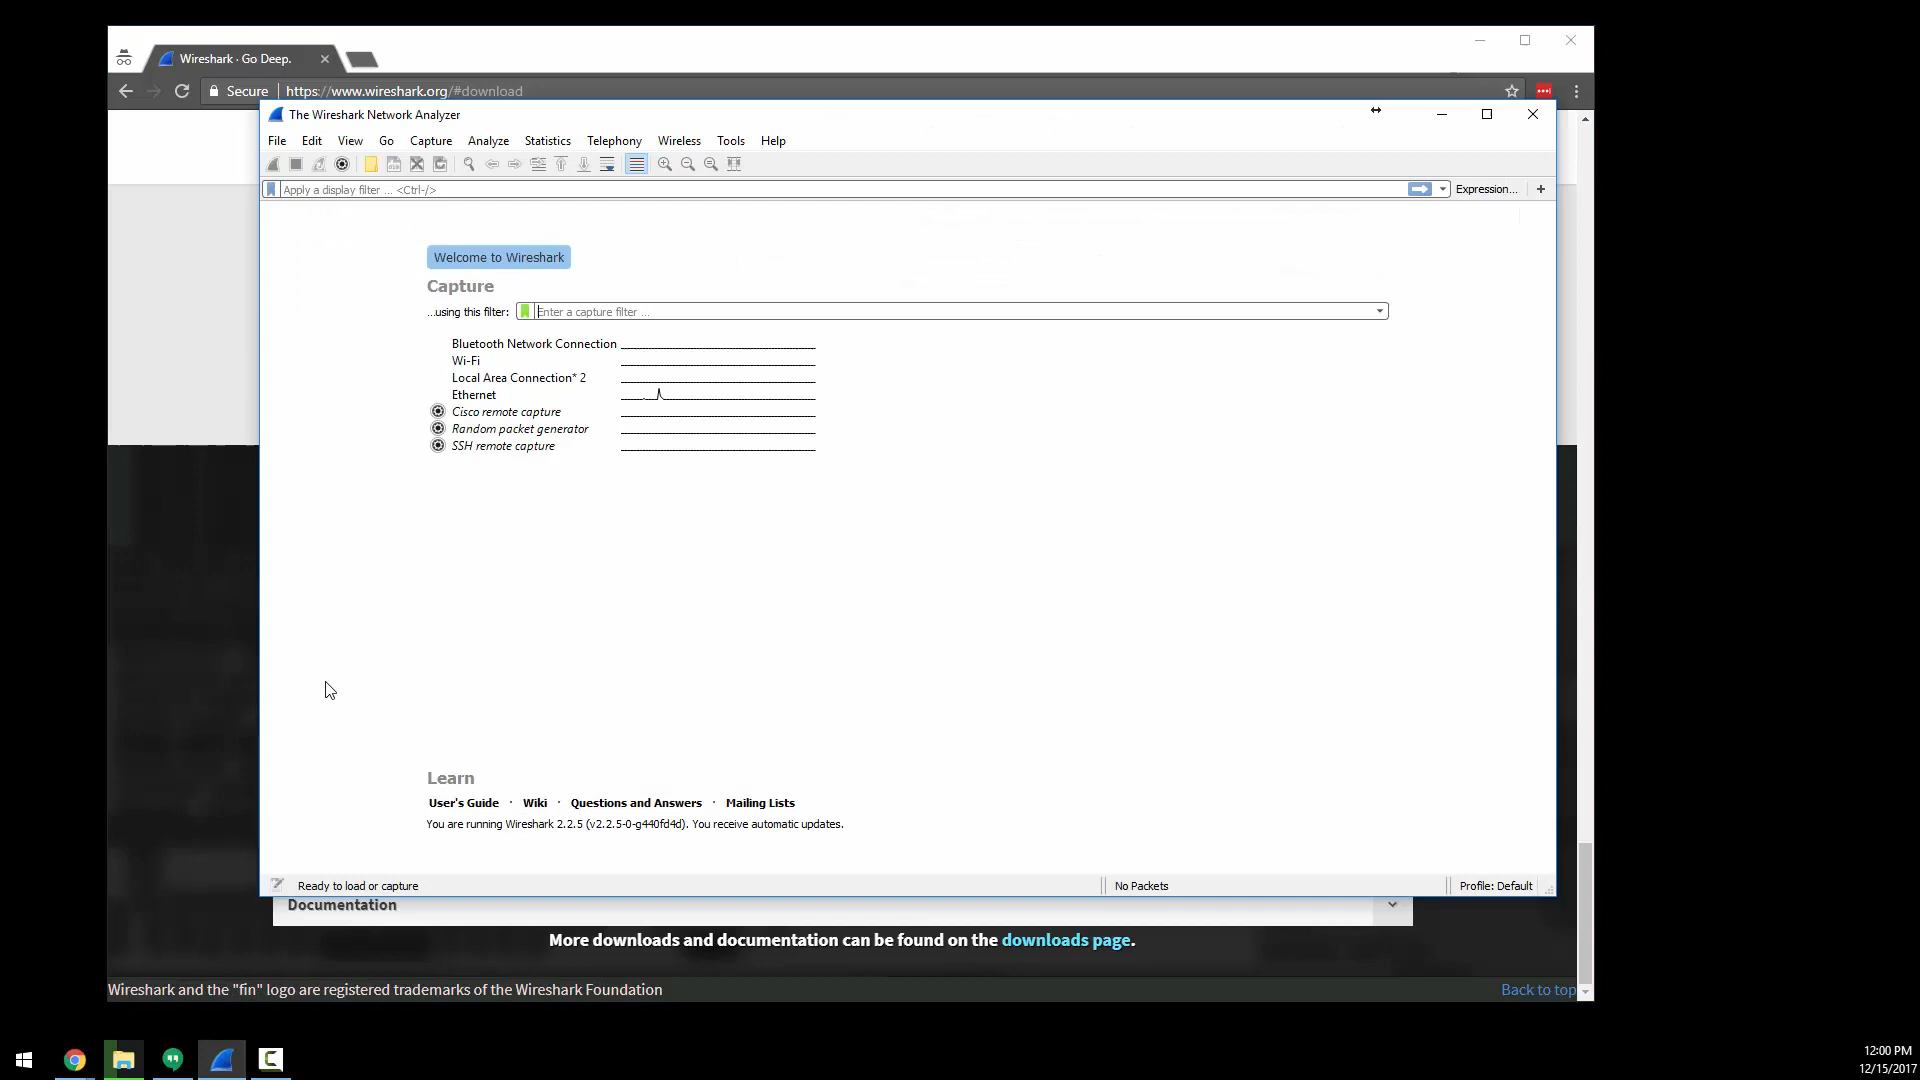 Wireshark · Go Deep.
Secure https://www.wireshark.org/#download
The Wireshark Network Analyzer
File Edit View Go Capture Analyze Statistics Telephony Wireless Tools Help
Apply a display filter ... <Ctrl-/> Expression...
Welcome to Wireshark
Capture
...using this filter: Enter a capture filter ...
Bluetooth Network Connection
Wi-Fi
Local Area Connection* 2
Ethernet
Cisco remote capture
Random packet generator
SSH remote capture
Learn
User's Guide · Wiki · Questions and Answers · Mailing Lists
You are running Wireshark 2.2.5 (v2.2.5-0-g440fd4d). You receive automatic updates.
Ready to load or capture No Packets Profile: Default
Documentation
More downloads and documentation can be found on the downloads page.
Wireshark and the "fin" logo are registered trademarks of the Wireshark Foundation Back to top
12:00 PM
12/15/2017